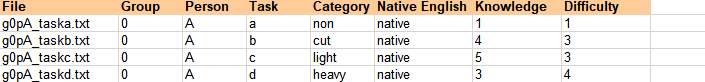 File Group Person Task Category Native English Knowledge Difficulty
g0pA_taska.txt 0 A a non native 1 1
g0pA_taskb.txt 0 A b cut native 4 3
g0pA_taskc.txt 0 A c light native 5 3
g0pA_taskd.txt 0 A d heavy native 3 4